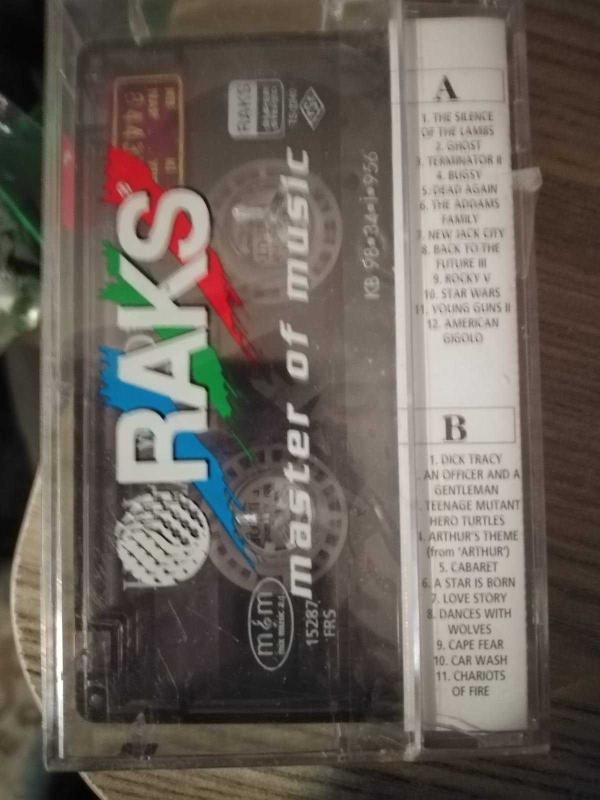 RAKS
master of music
RAKS
KB 98•34•İ•956
mgm
15287
FRS
A
1. THE SILENCE
OF THE LAMBS
2. GHOST
3. TERMINATOR II
4. BUGSY
5. DEAD AGAIN
6. THE ADDAMS
FAMILY
7. NEW JACK CITY
8. BACK TO THE
FUTURE III
9. ROCKY V
10. STAR WARS
11. YOUNG GUNS II
12. AMERICAN
GIGOLO
B
1. DICK TRACY
AN OFFICER AND A
GENTLEMAN
TEENAGE MUTANT
HERO TURTLES
4. ARTHUR'S THEME
(from 'ARTHUR')
5. CABARET
6. A STAR IS BORN
7. LOVE STORY
8. DANCES WITH
WOLVES
9. CAPE FEAR
10. CAR WASH
11. CHARIOTS
OF FIRE